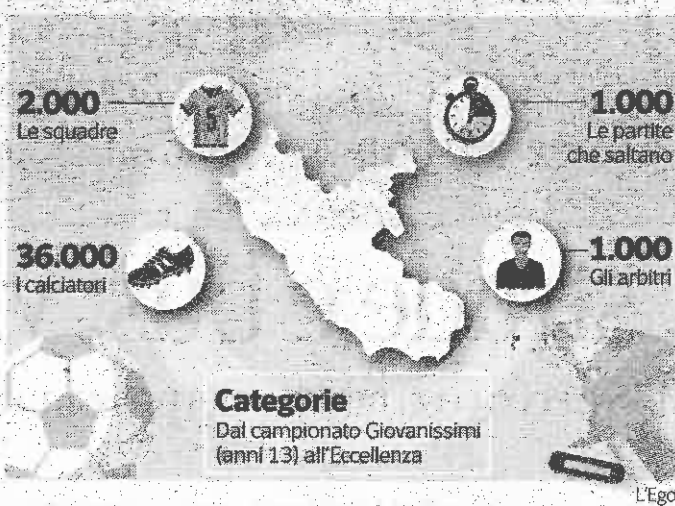 2.000
Le squadre
1.000
Le partite
che saltano
36.000
I calciatori
1.000
Gli arbitri
5
Categorie
Dal campionato Giovanissimi
(anni 13) all'Eccellenza
L'Ego